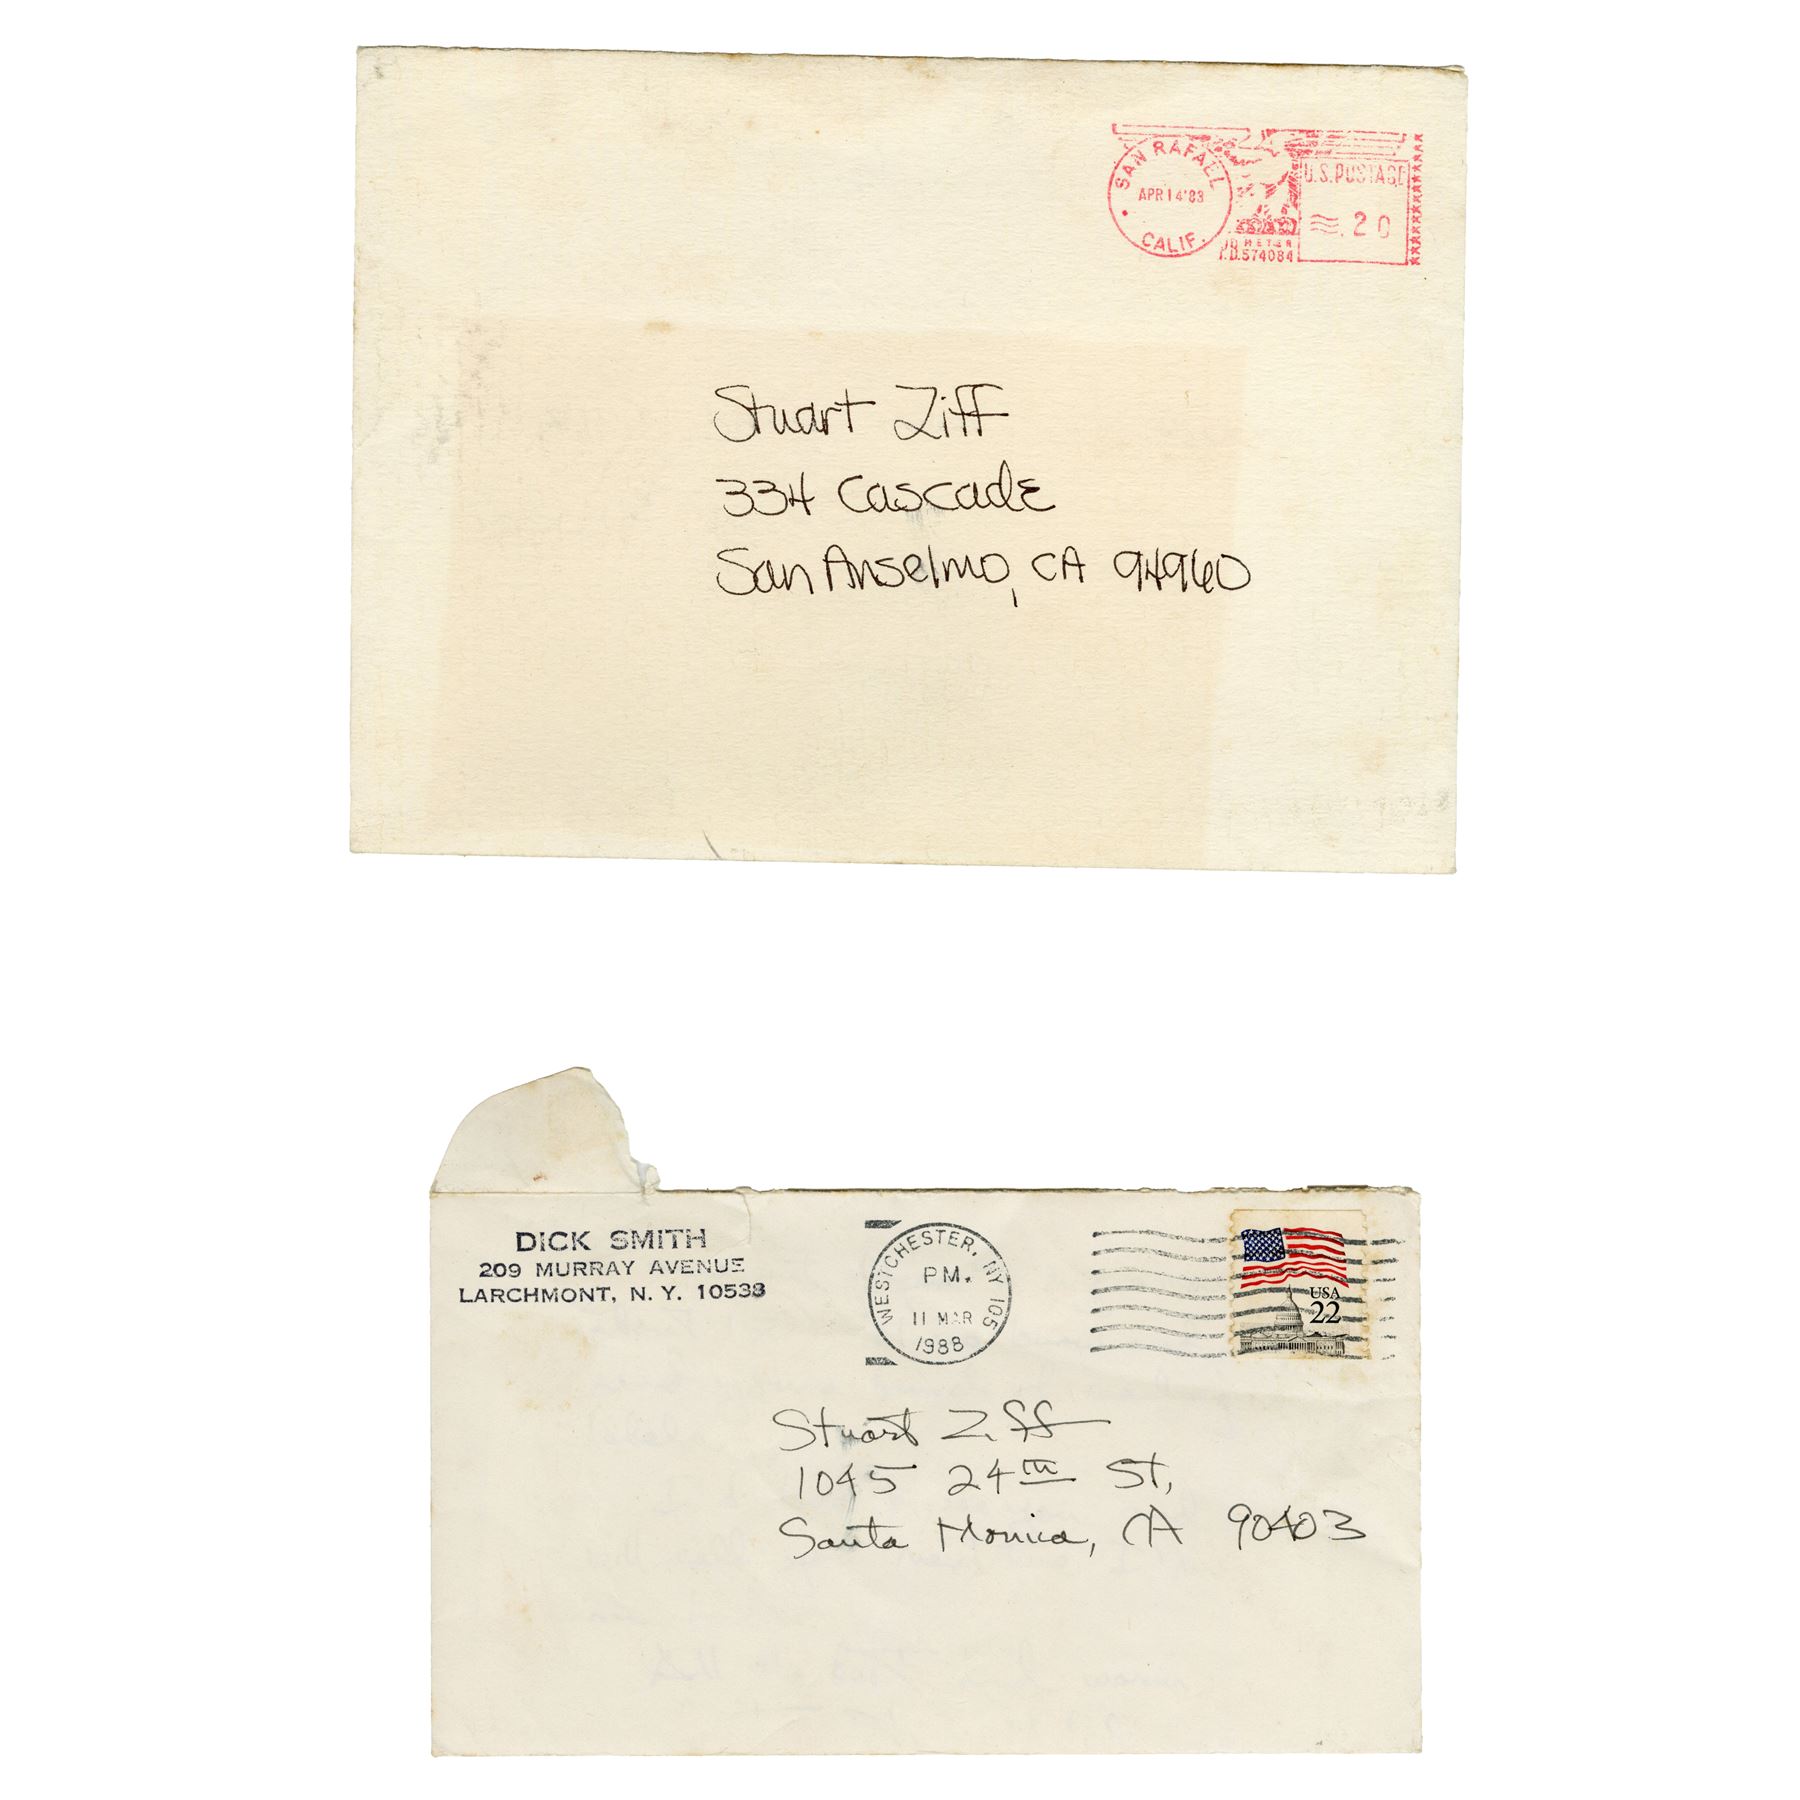 SAN RAFAEL
APR 14'83
CALIF.
U.S. POSTAGE
.20
P.B. METER
574084
Stuart Ziff
334 Cascade
San Anselmo, CA 94960
DICK SMITH
209 MURRAY AVENUE
LARCHMONT, N. Y. 10538
WESTCHESTER, NY 105
PM.
11 MAR
1988
USA
22
Stuart Ziff
1045 24TH St,
Santa Monica, CA 90403